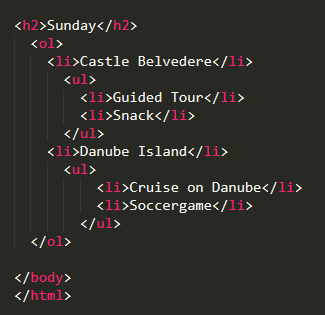 <h2>Sunday</h2>
<ol>
<li>Castle Belvedere</li>
<ul>
<li>Guided Tour</li>
<li>Snack</li>
</ul>
<li>Danube Island</li>
<ul>
<li>Cruise on Danube</li>
<li>Soccergame</li>
</ul>
</ol>
</body>
</html>